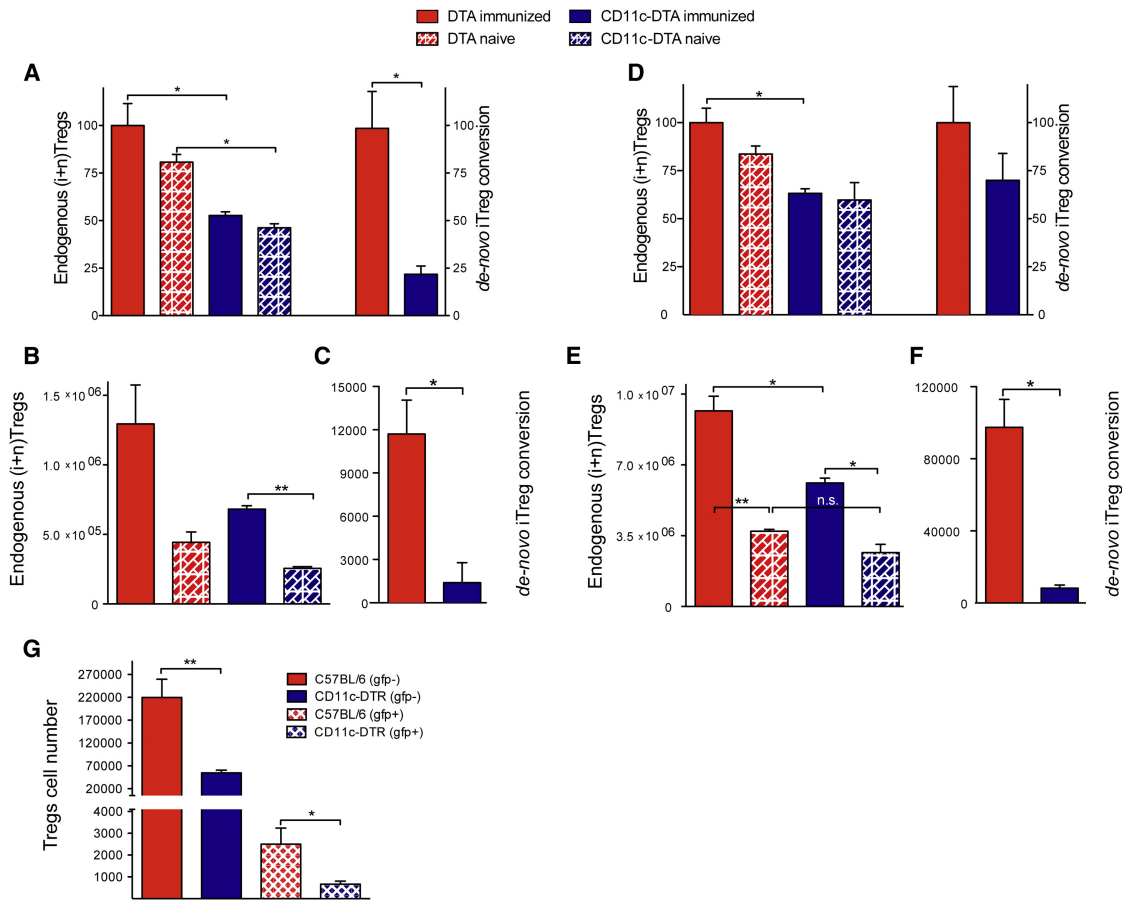 DTA immunized
CD11c-DTA immunized
DTA naive
CD11c-DTA naive
A
Endogenous (i+n)Tregs
100
75
50
25
0
*
*
*
100
75
50
25
0
de-novo iTreg conversion
D
Endogenous (i+n)Tregs
100
75
50
25
0
*
100
75
50
25
0
de-novo iTreg conversion
B
Endogenous (i+n)Tregs
1.5 × 10^06
1.0 × 10^06
5.0 × 10^05
0
**
C
15000
12000
9000
6000
3000
0
*
de-novo iTreg conversion
E
Endogenous (i+n)Tregs
1.0 × 10^07
7.0 × 10^06
3.5 × 10^06
0
*
*
**
n.s.
F
120000
80000
40000
0
*
de-novo iTreg conversion
G
Tregs cell number
270000
220000
170000
120000
70000
20000
4000
3000
2000
1000
**
*
C57BL/6 (gfp-)
CD11c-DTR (gfp-)
C57BL/6 (gfp+)
CD11c-DTR (gfp+)